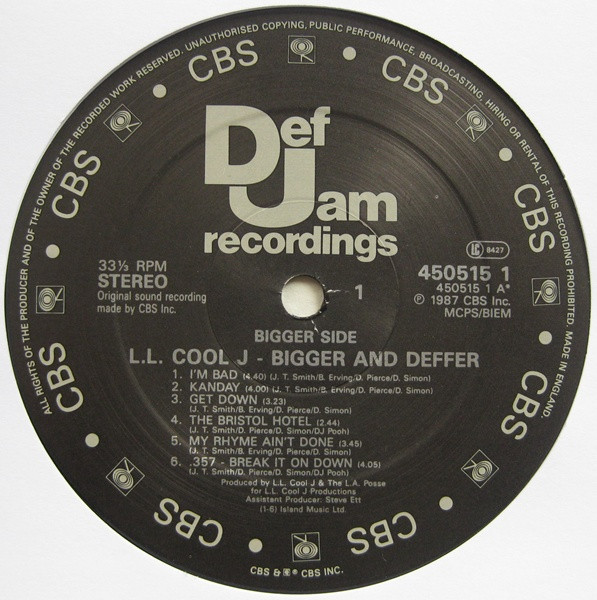 ALL RIGHTS OF THE PRODUCER AND OF THE OWNER OF THE RECORDED WORK RESERVED. UNAUTHORISED COPYING, PUBLIC PERFORMANCE, BROADCASTING, HIRING OR RENTAL OF THIS RECORDING PROHIBITED. MADE IN ENGLAND.
CBS
CBS
CBS
CBS
CBS
CBS
CBS
CBS
CBS
CBS
Def
Jam
recordings
33⅓ RPM
STEREO
Original sound recording
made by CBS Inc.
LC 8427
450515 1
450515 1 A*
℗ 1987 CBS Inc.
MCPS/BIEM
1
BIGGER SIDE
L.L. COOL J - BIGGER AND DEFFER
1. I'M BAD (4.40) (J. T. Smith/B. Erving/D. Pierce/D. Simon)
2. KANDAY (4.00) (J. T. Smith/B. Erving/D. Pierce/D. Simon)
3. GET DOWN (3.23)
(J. T. Smith/B. Erving/D. Pierce/D. Simon)
4. THE BRISTOL HOTEL (2.44)
(J. T. Smith/B. Erving/D. Pierce/D. Simon/DJ Pooh)
5. MY RHYME AIN'T DONE (3.45)
(J. T. Smith/B. Erving/D. Pierce/D. Simon)
6. .357 - BREAK IT ON DOWN (4.05)
(J. T. Smith/D. Pierce/D. Simon/DJ Pooh)
Produced by L.L. Cool J & The L.A. Posse
for L.L. Cool J Productions
Assistant Producer: Steve Ett
(1-6) Island Music Ltd.
CBS & ® CBS INC.